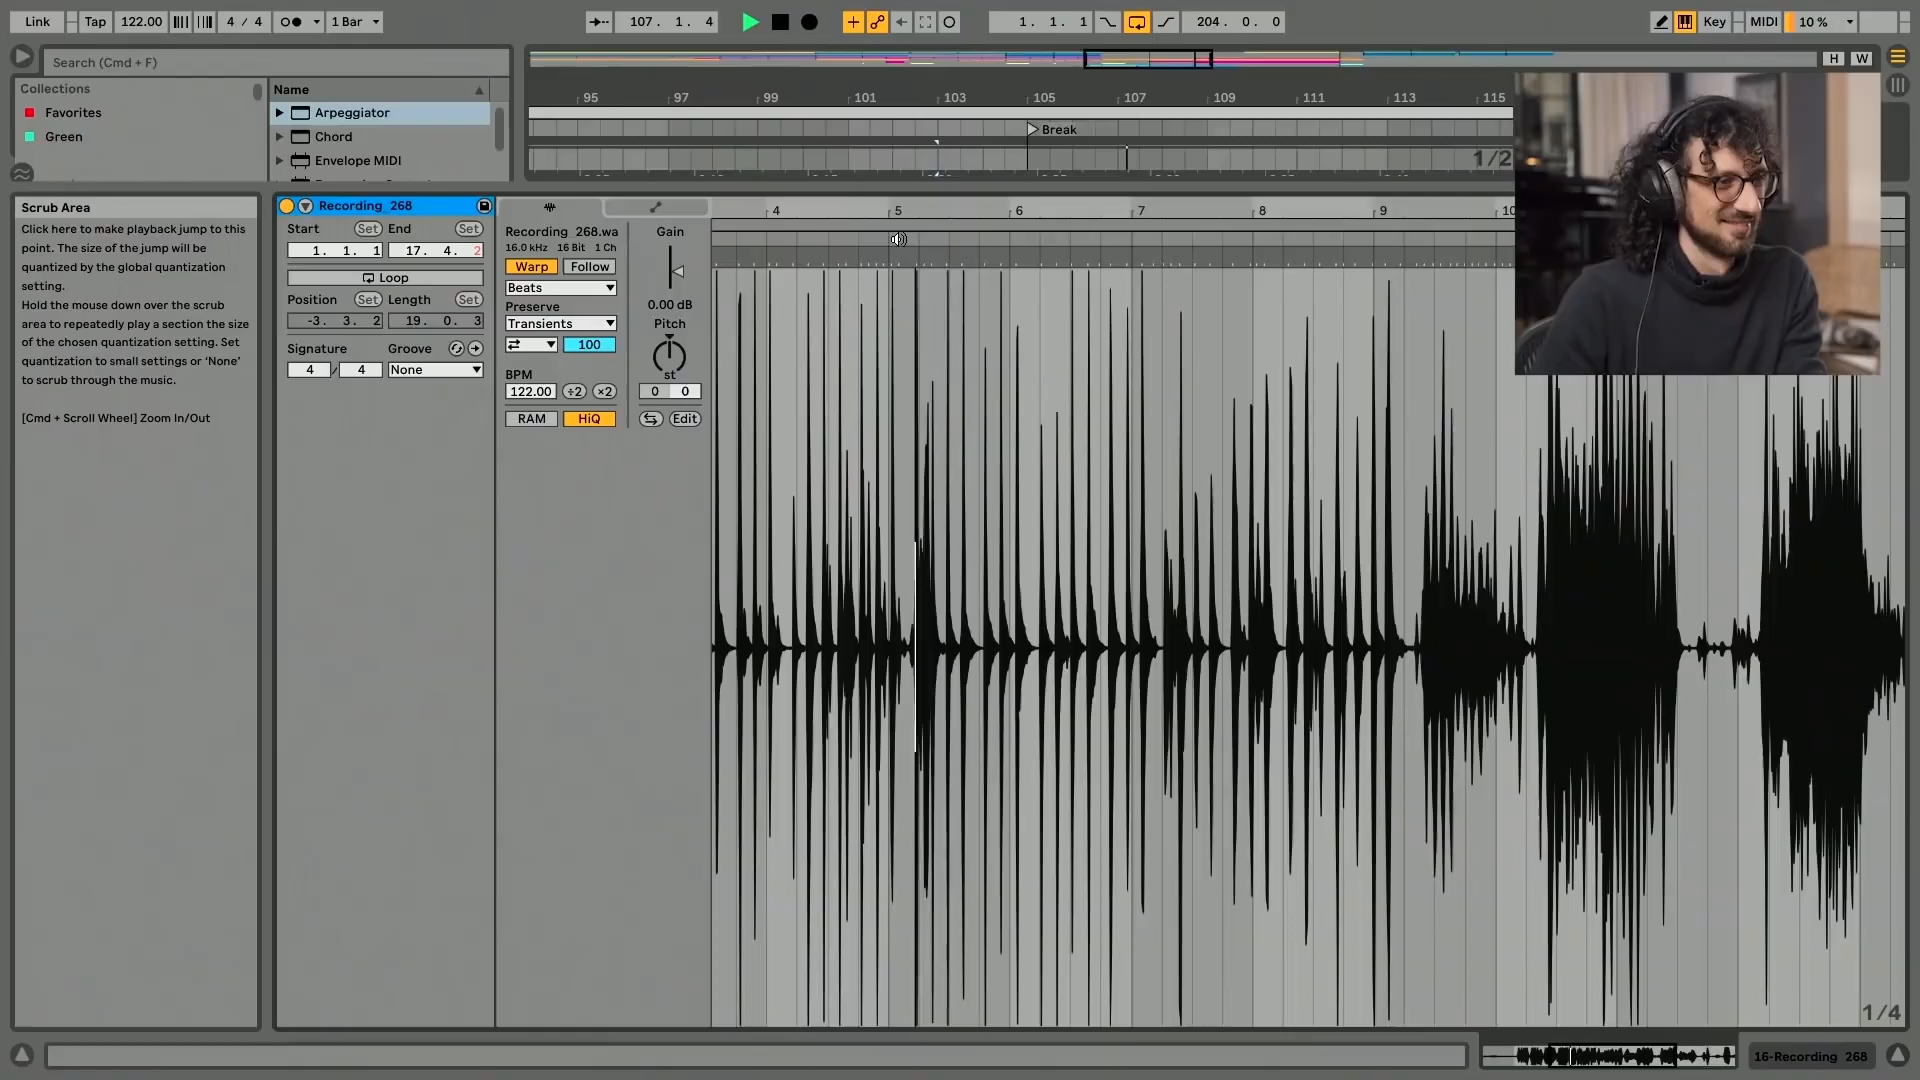 Link Tap 122.00 4 / 4 1 Bar 107. 1. 4 1. 1. 1 204. 0. 0 Key MIDI 10 %
Search (Cmd + F)
H W
Collections
Favorites
Green
Name
Arpeggiator
Chord
Envelope MIDI
95 97 99 101 103 105 107 109 111 113 115
Break
1/2
Scrub Area
Click here to make playback jump to this
point. The size of the jump will be
quantized by the global quantization
setting.
Hold the mouse down over the scrub
area to repeatedly play a section the size
of the chosen quantization setting. Set
quantization to small settings or ‘None’
to scrub through the music.
[Cmd + Scroll Wheel] Zoom In/Out
Recording 268
Start Set End Set
1. 1. 1 17. 4. 2
Loop
Position Set Length Set
-3. 3. 2 19. 0. 3
Signature Groove
4 / 4 None
Recording 268.wa
16.0 kHz 16 Bit 1 Ch
Warp Follow
Beats
Preserve
Transients
100
BPM
122.00 ÷2 ×2
RAM HiQ
Gain
0.00 dB
Pitch
st
0 0
Edit
4 5 6 7 8 9 10
1/4
16-Recording 268